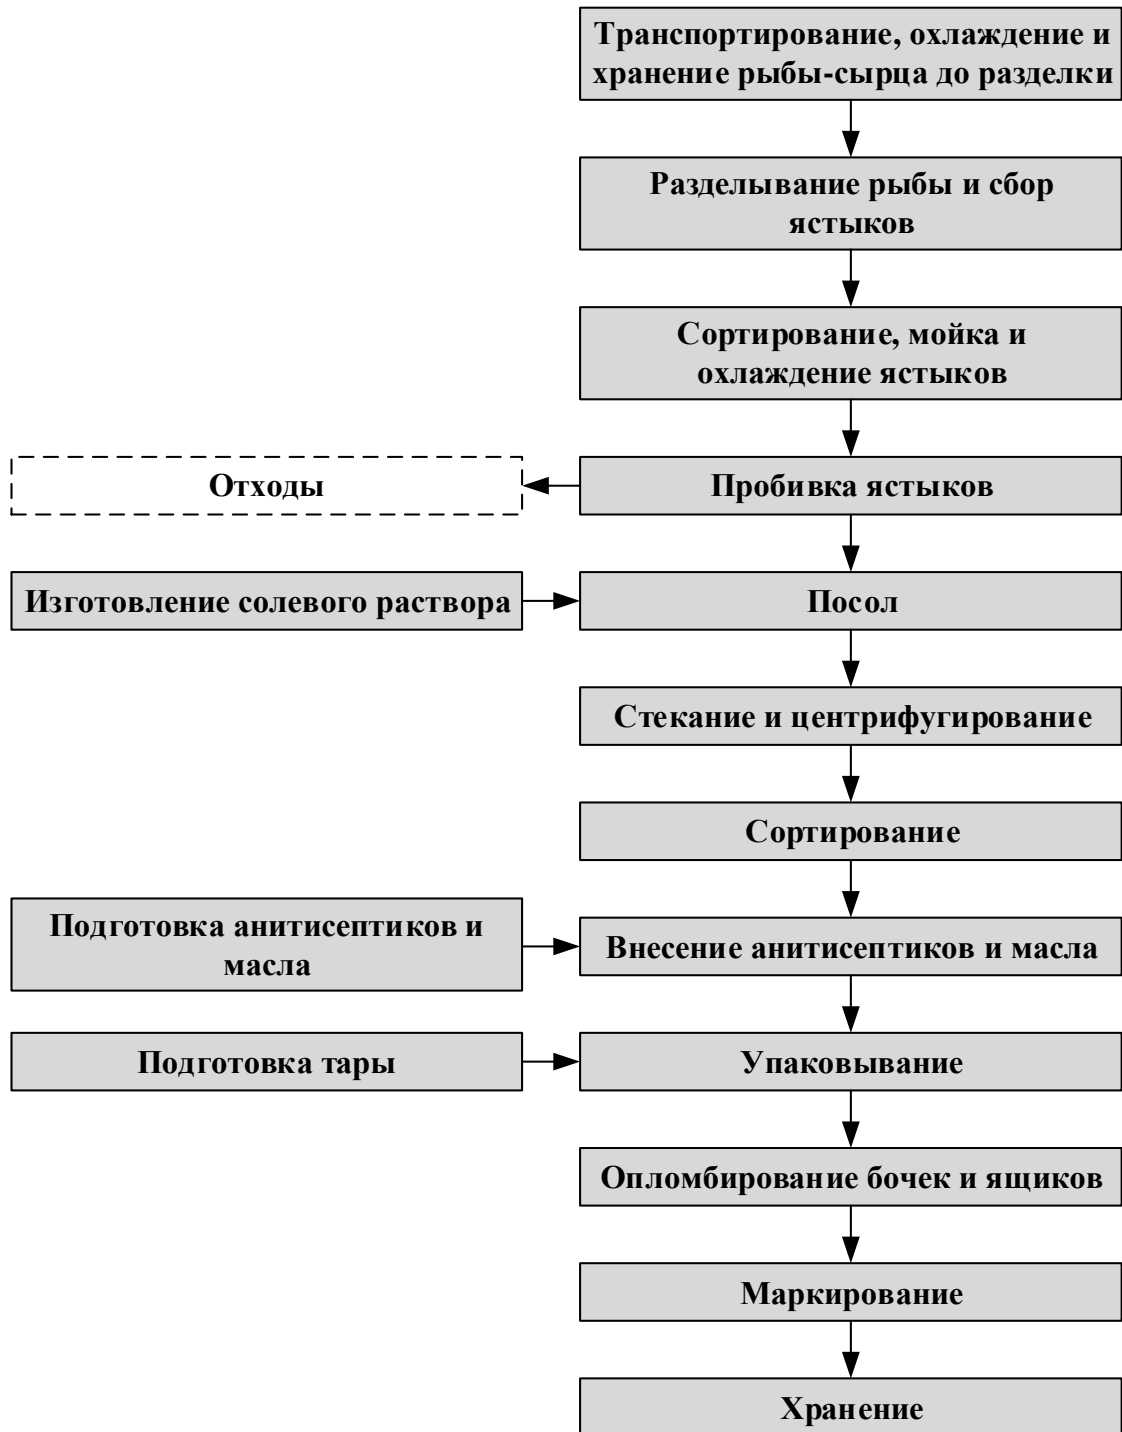 Транспортирование, охлаждение и
хранение рыбы-сырца до разделки
Разделывание рыбы и сбор
ястыков
Сортирование, мойка и
охлаждение ястыков
Отходы
Пробивка ястыков
Изготовление солевого раствора
Посол
Стекание и центрифугирование
Сортирование
Подготовка анитисептиков и
масла
Внесение анитисептиков и масла
Подготовка тары
Упаковывание
Опломбирование бочек и ящиков
Маркирование
Хранение